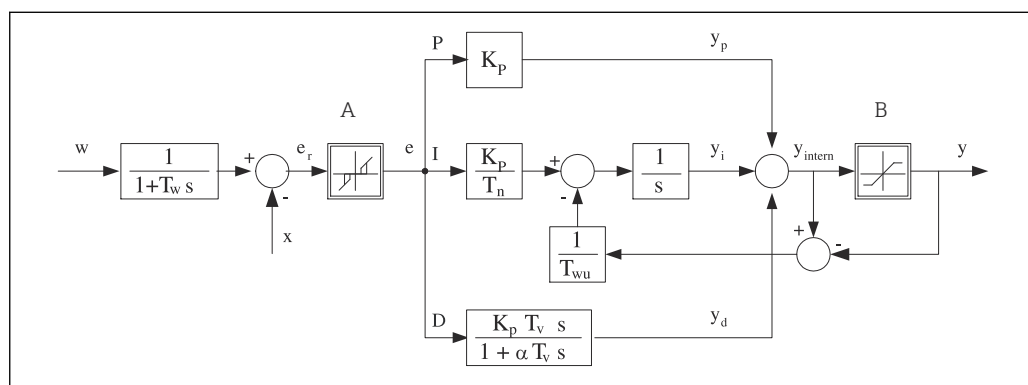 P
K_P
y_p
A
B
w
1
1+T_w s
+
-
e_r
e
I
K_P
T_n
+
-
1
s
y_i
y_intern
y
x
1
T_wu
+
-
D
K_p T_v s
1 + α T_v s
y_d